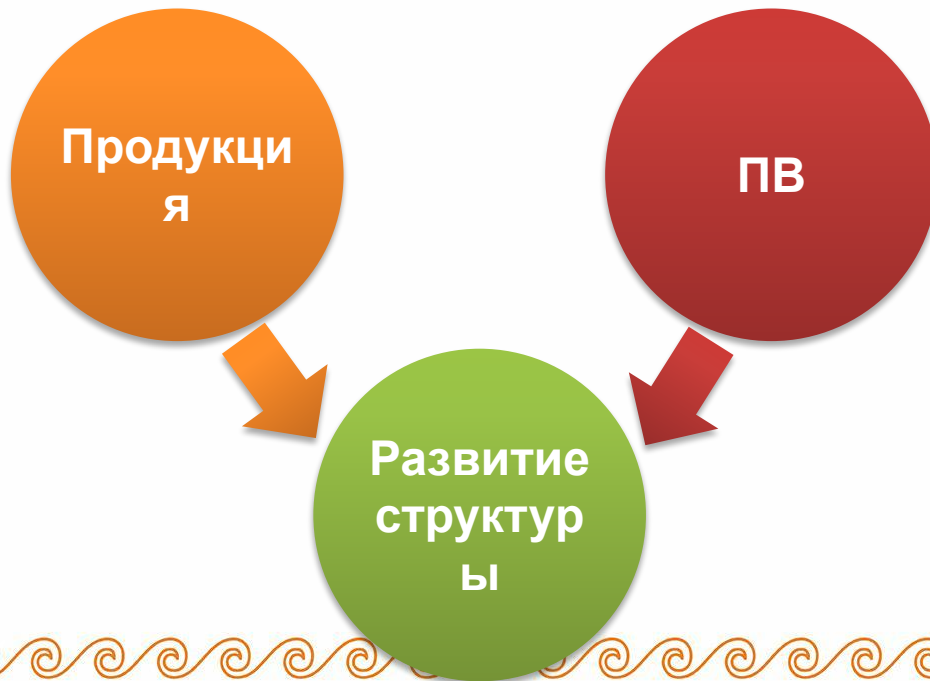 Продукци
я
ПВ
Развитие
структур
ы